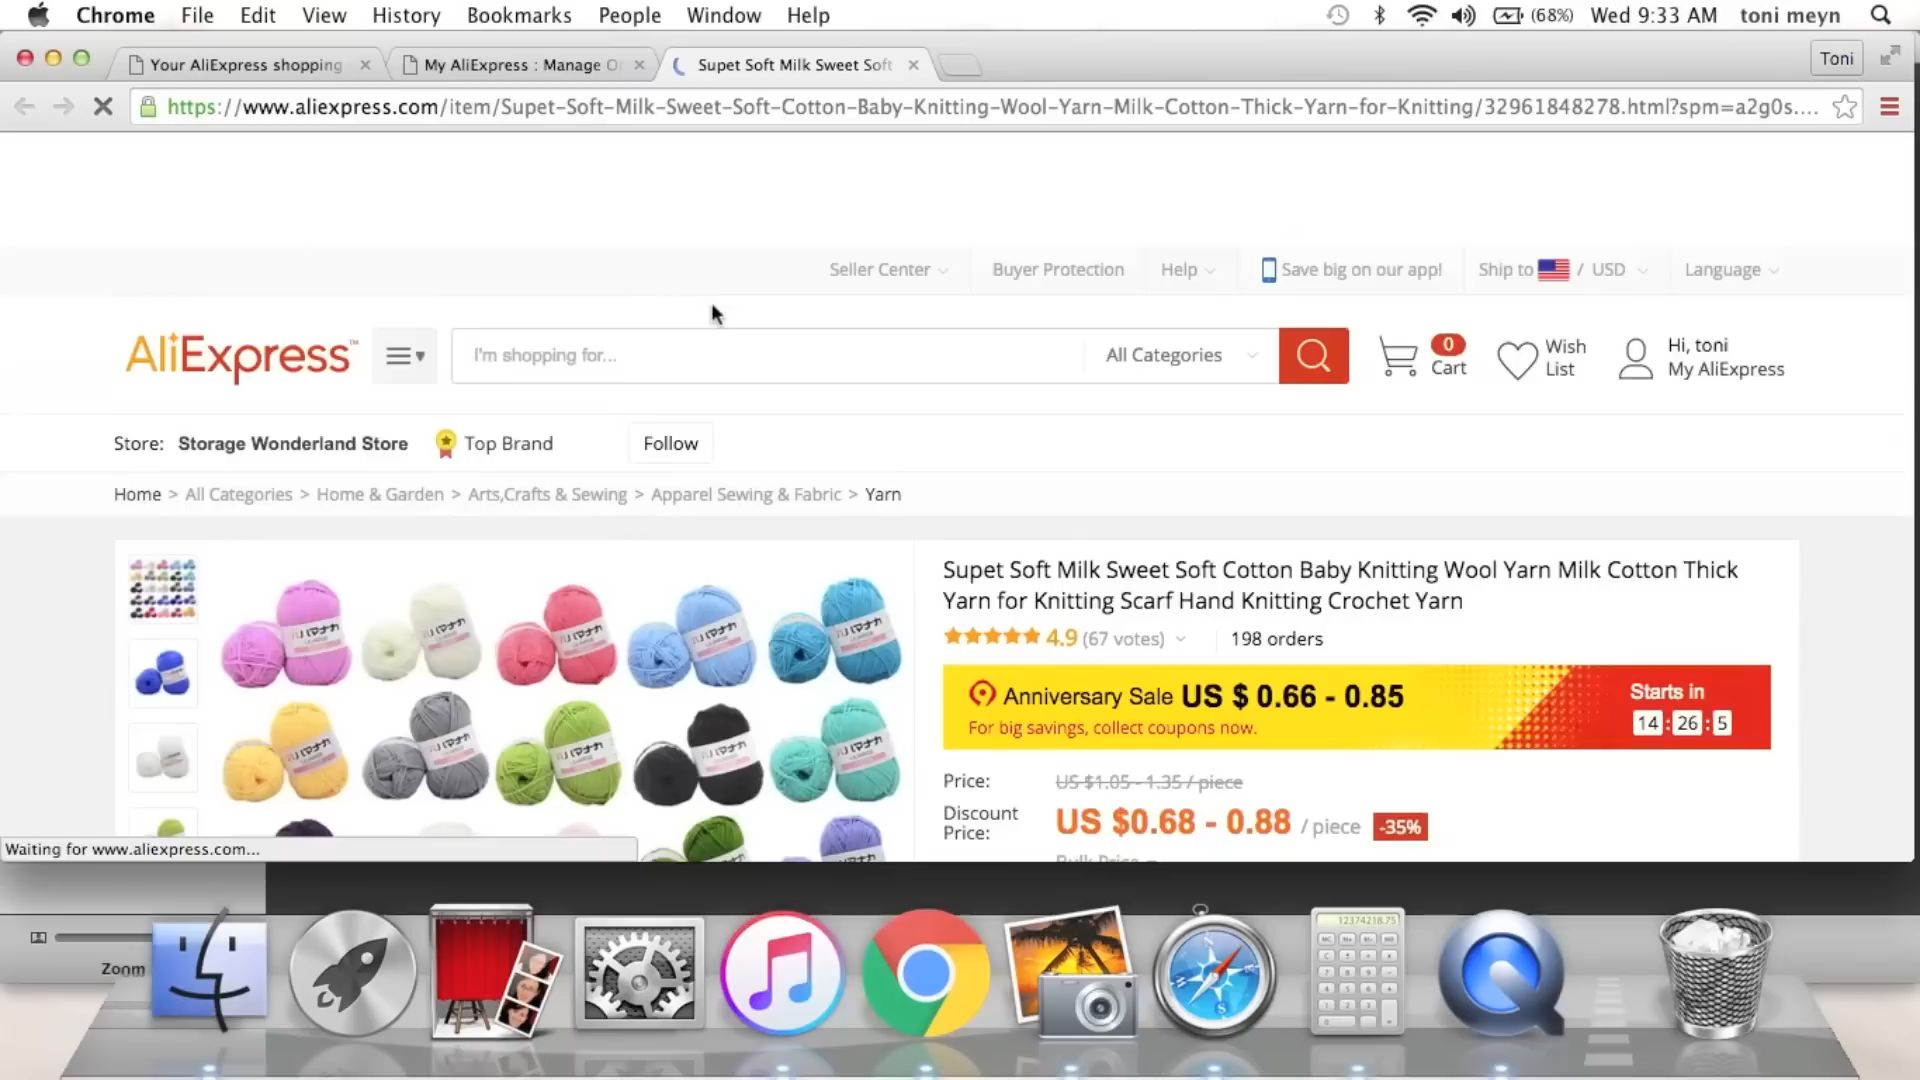 Chrome File Edit View History Bookmarks People Window Help (68%) Wed 9:33 AM toni meyn
Your AliExpress shopping My AliExpress : Manage O Supet Soft Milk Sweet Soft Toni
https://www.aliexpress.com/item/Supet-Soft-Milk-Sweet-Soft-Cotton-Baby-Knitting-Wool-Yarn-Milk-Cotton-Thick-Yarn-for-Knitting/32961848278.html?spm=a2g0s....
Seller Center Buyer Protection Help Save big on our app! Ship to / USD Language
AliExpress™ I'm shopping for... All Categories 0 Cart Wish List Hi, toni My AliExpress
Store: Storage Wonderland Store Top Brand Follow
Home > All Categories > Home & Garden > Arts,Crafts & Sewing > Apparel Sewing & Fabric > Yarn
Supet Soft Milk Sweet Soft Cotton Baby Knitting Wool Yarn Milk Cotton Thick
Yarn for Knitting Scarf Hand Knitting Crochet Yarn
4.9 (67 votes) 198 orders
Anniversary Sale US $ 0.66 - 0.85
For big savings, collect coupons now.
Starts in
14 : 26 : 5
Price: US $1.05 - 1.35 / piece
Discount Price: US $0.68 - 0.88 / piece -35%
Bulk Price
Waiting for www.aliexpress.com...
Zoom
12374218.75